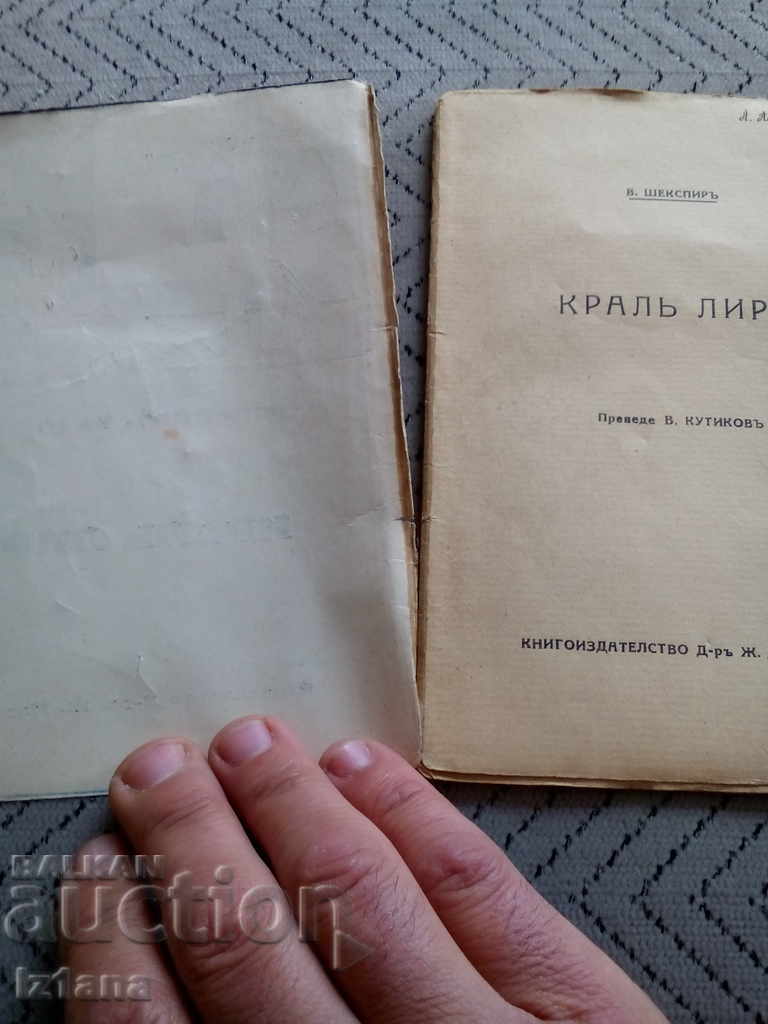 В. ШЕКСПИРЪ
КРАЛЬ ЛИР
Преведе В. КУТИКОВЪ
КНИГОИЗДАТЕЛСТВО Д-ръ Ж.
BALKAN
auction
iz1ana